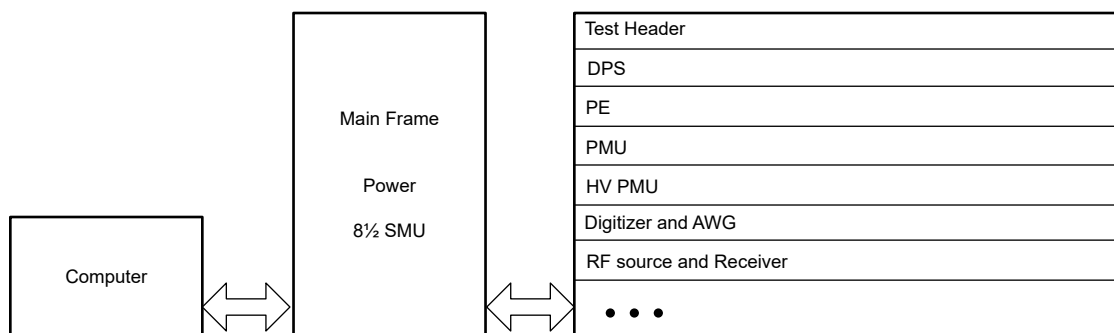 Computer
Main Frame
Power
8½ SMU
Test Header
DPS
PE
PMU
HV PMU
Digitizer and AWG
RF source and Receiver
• • •